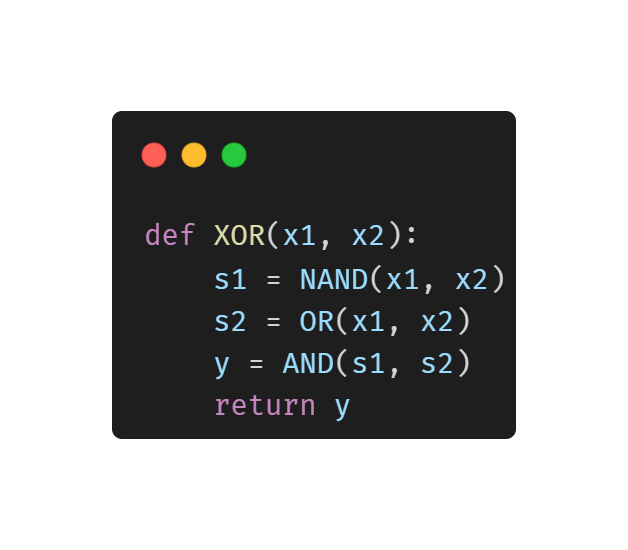 def XOR(x1, x2):
    s1 = NAND(x1, x2)
    s2 = OR(x1, x2)
    y = AND(s1, s2)
    return y